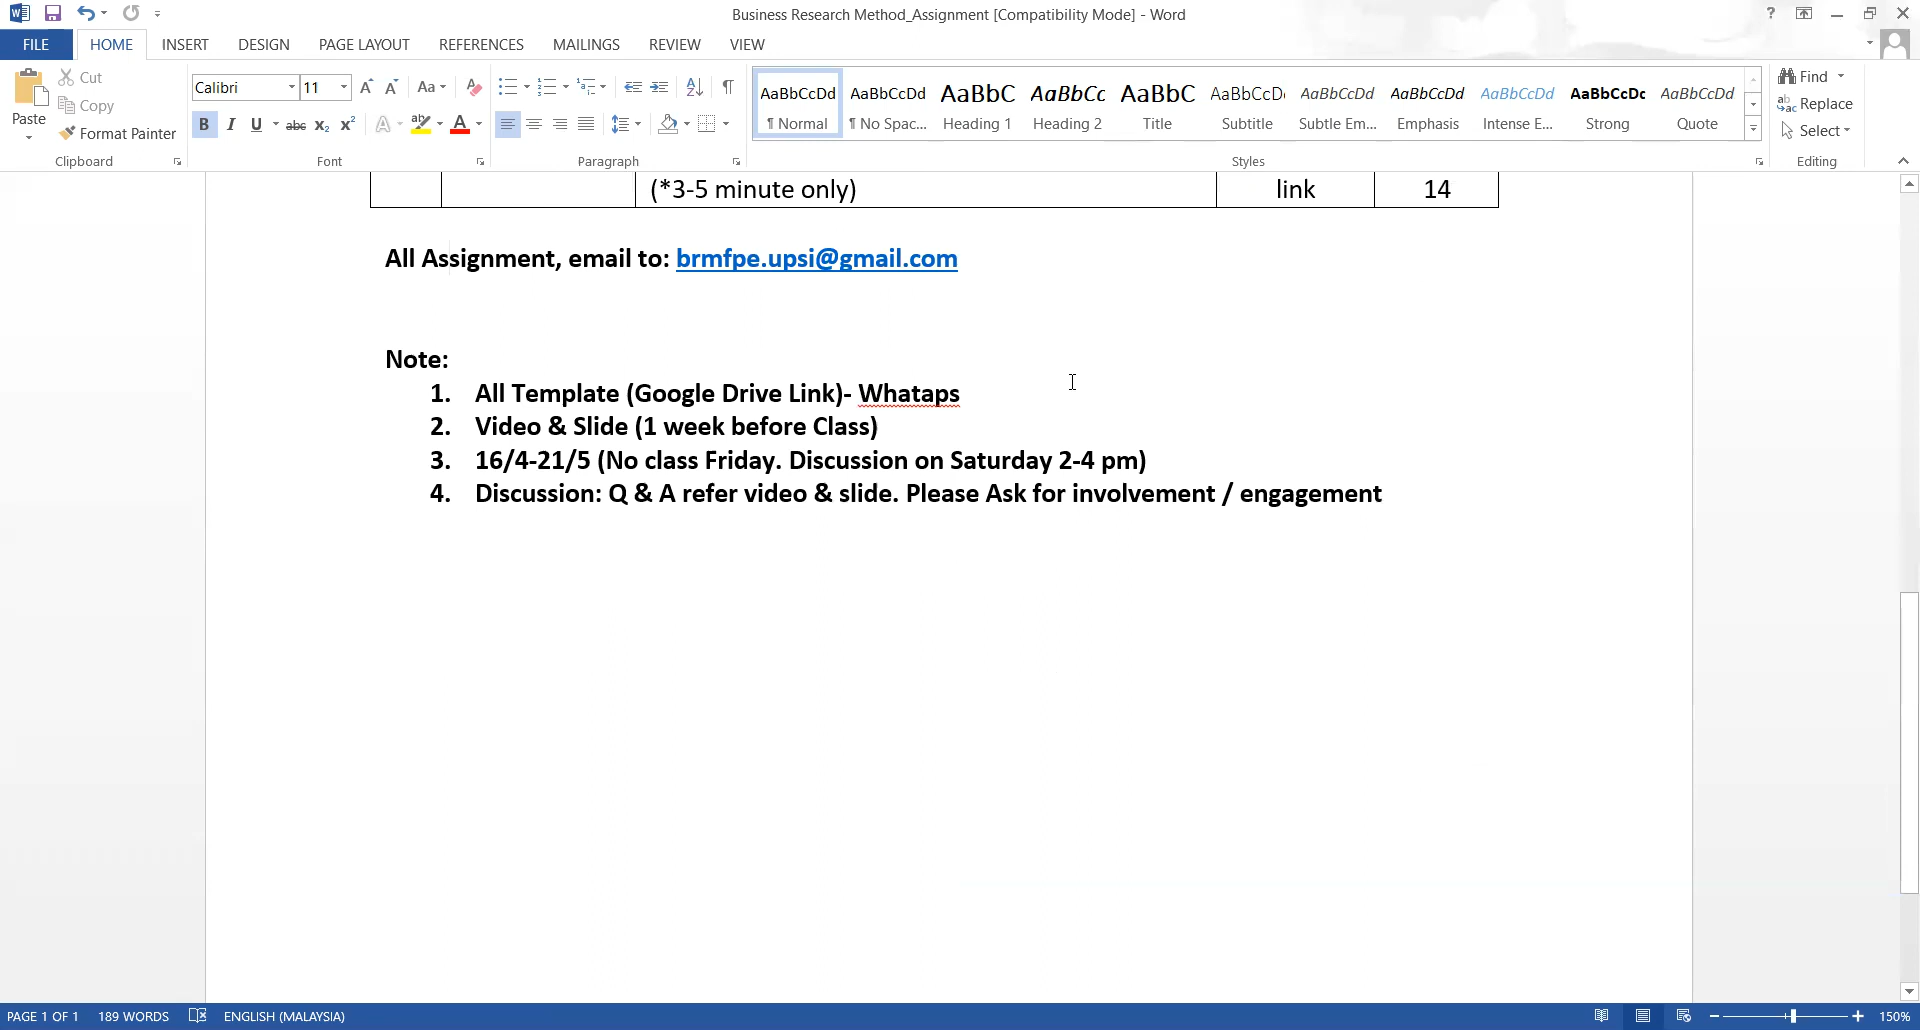 Business Research Method_Assignment [Compatibility Mode] - Word
FILE HOME INSERT DESIGN PAGE LAYOUT REFERENCES MAILINGS REVIEW VIEW
Paste
Cut
Copy
Format Painter
Clipboard
Calibri 11
Font
Paragraph
AaBbCcDd AaBbCcDd AaBbC AaBbCc AaBbC AaBbCcD AaBbCcDd AaBbCcDd AaBbCcDd AaBbCcDc AaBbCcDd
¶ Normal ¶ No Spac... Heading 1 Heading 2 Title Subtitle Subtle Em... Emphasis Intense E... Strong Quote
Styles
Find
Replace
Select
Editing
(*3-5 minute only) link 14
All Assignment, email to: brmfpe.upsi@gmail.com
Note:
1. All Template (Google Drive Link)- Whataps
2. Video & Slide (1 week before Class)
3. 16/4-21/5 (No class Friday. Discussion on Saturday 2-4 pm)
4. Discussion: Q & A refer video & slide. Please Ask for involvement / engagement
PAGE 1 OF 1 189 WORDS ENGLISH (MALAYSIA) 150%